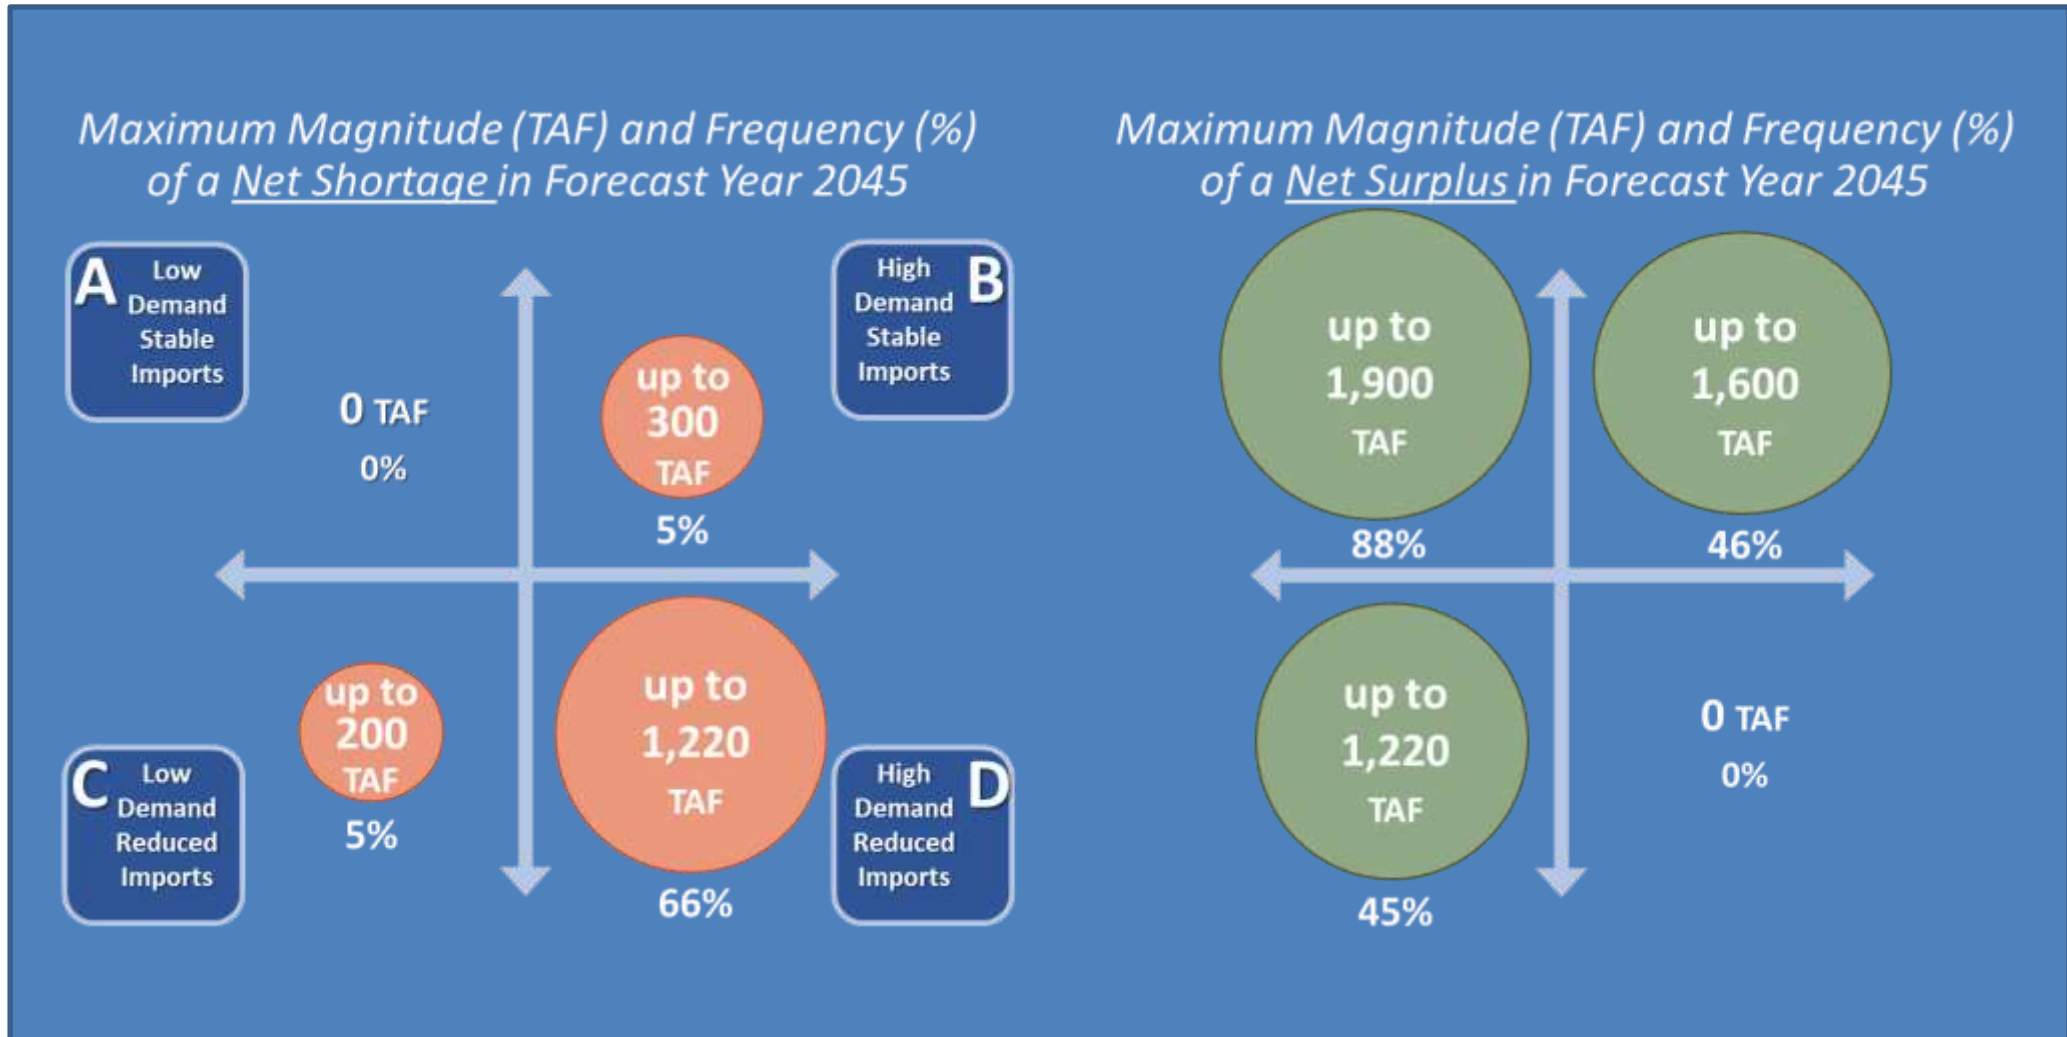 Maximum Magnitude (TAF) and Frequency (%)
of a Net Shortage in Forecast Year 2045
A
Low
Demand
Stable
Imports
0 TAF
0%
up to
300
TAF
5%
B
High
Demand
Stable
Imports
C
Low
Demand
Reduced
Imports
up to
200
TAF
5%
up to
1,220
TAF
66%
D
High
Demand
Reduced
Imports
Maximum Magnitude (TAF) and Frequency (%)
of a Net Surplus in Forecast Year 2045
up to
1,900
TAF
88%
up to
1,600
TAF
46%
up to
1,220
TAF
45%
0 TAF
0%